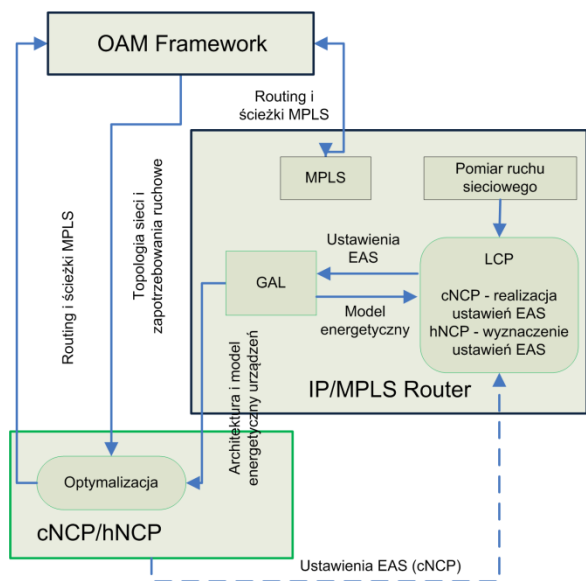 OAM Framework
Routing i
ścieżki MPLS
MPLS
Pomiar ruchu
sieciowego
Routing i ścieżki MPLS
Topologia sieci i
zapotrzebowania ruchowe
Ustawienia
EAS
GAL
Model
energetyczny
LCP
cNCP - realizacja
ustawień EAS
hNCP - wyznaczenie
ustawień EAS
Architektura i model
energetyczny urządzeń
IP/MPLS Router
Optymalizacja
cNCP/hNCP
Ustawienia EAS (cNCP)